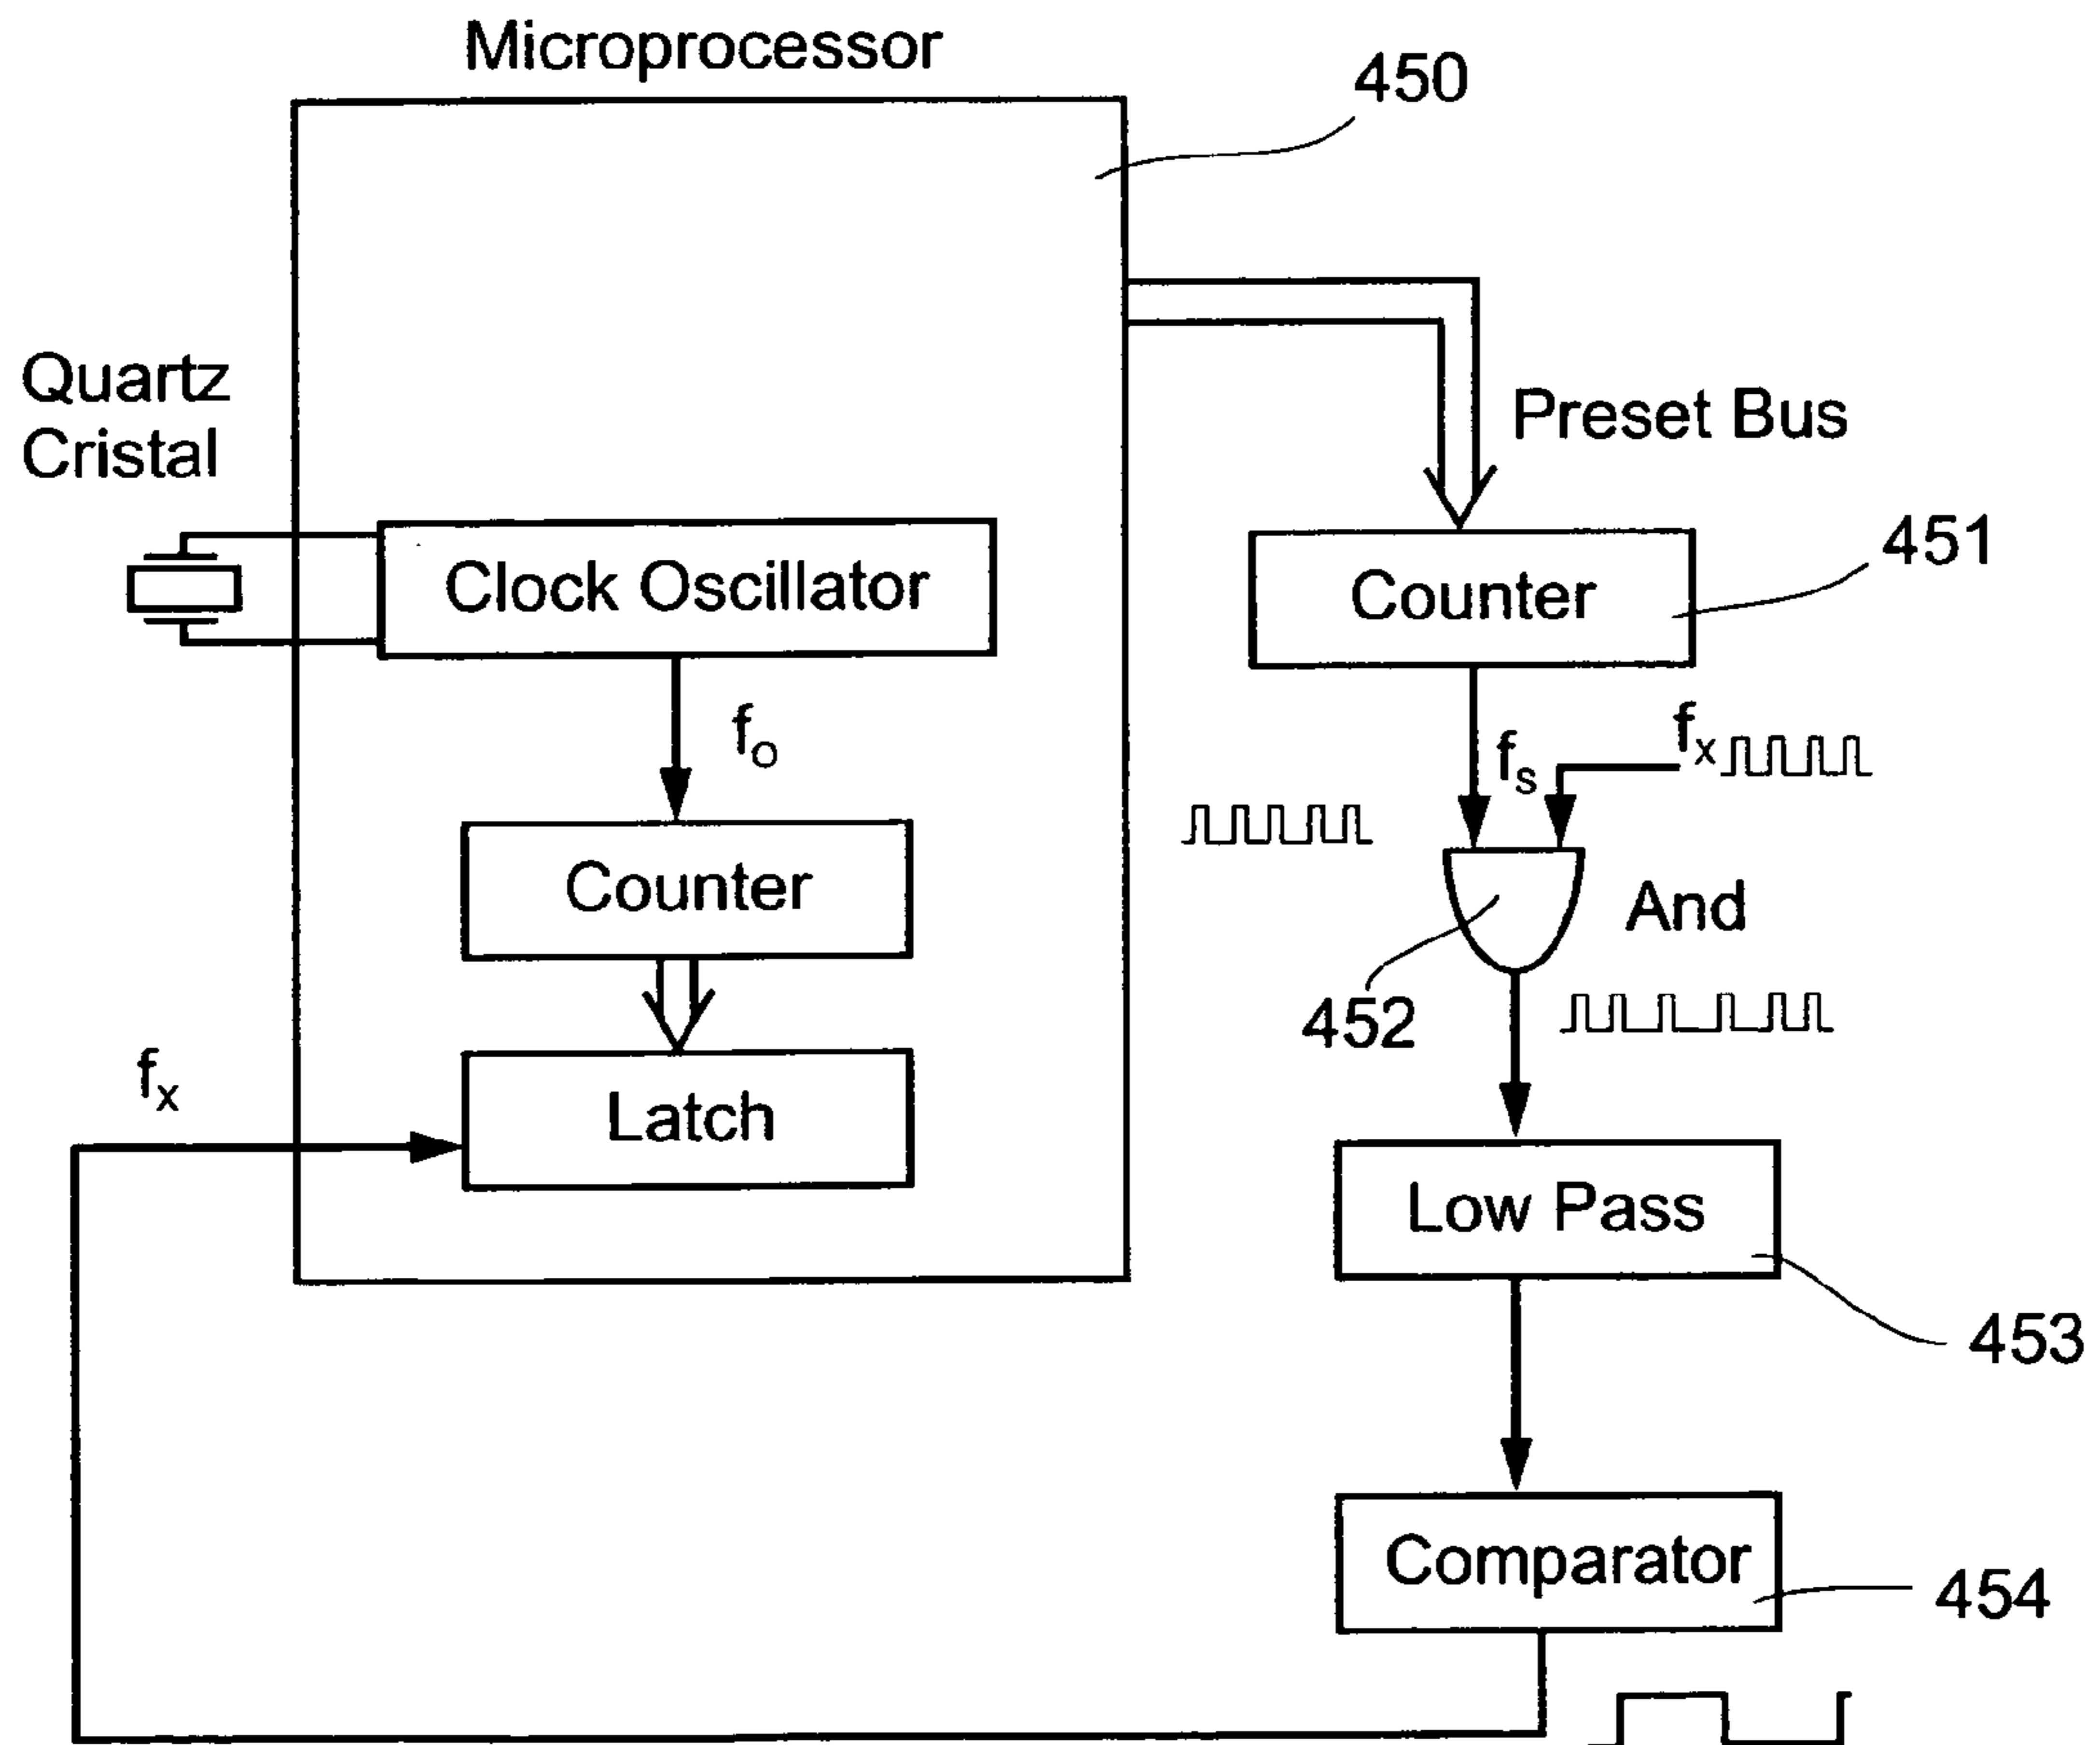 Microprocessor
450
Quartz
Cristal
Preset Bus
Clock Oscillator
Counter
451
fo
fs
fx
Counter
And
452
fx
Latch
Low Pass
453
Comparator
454